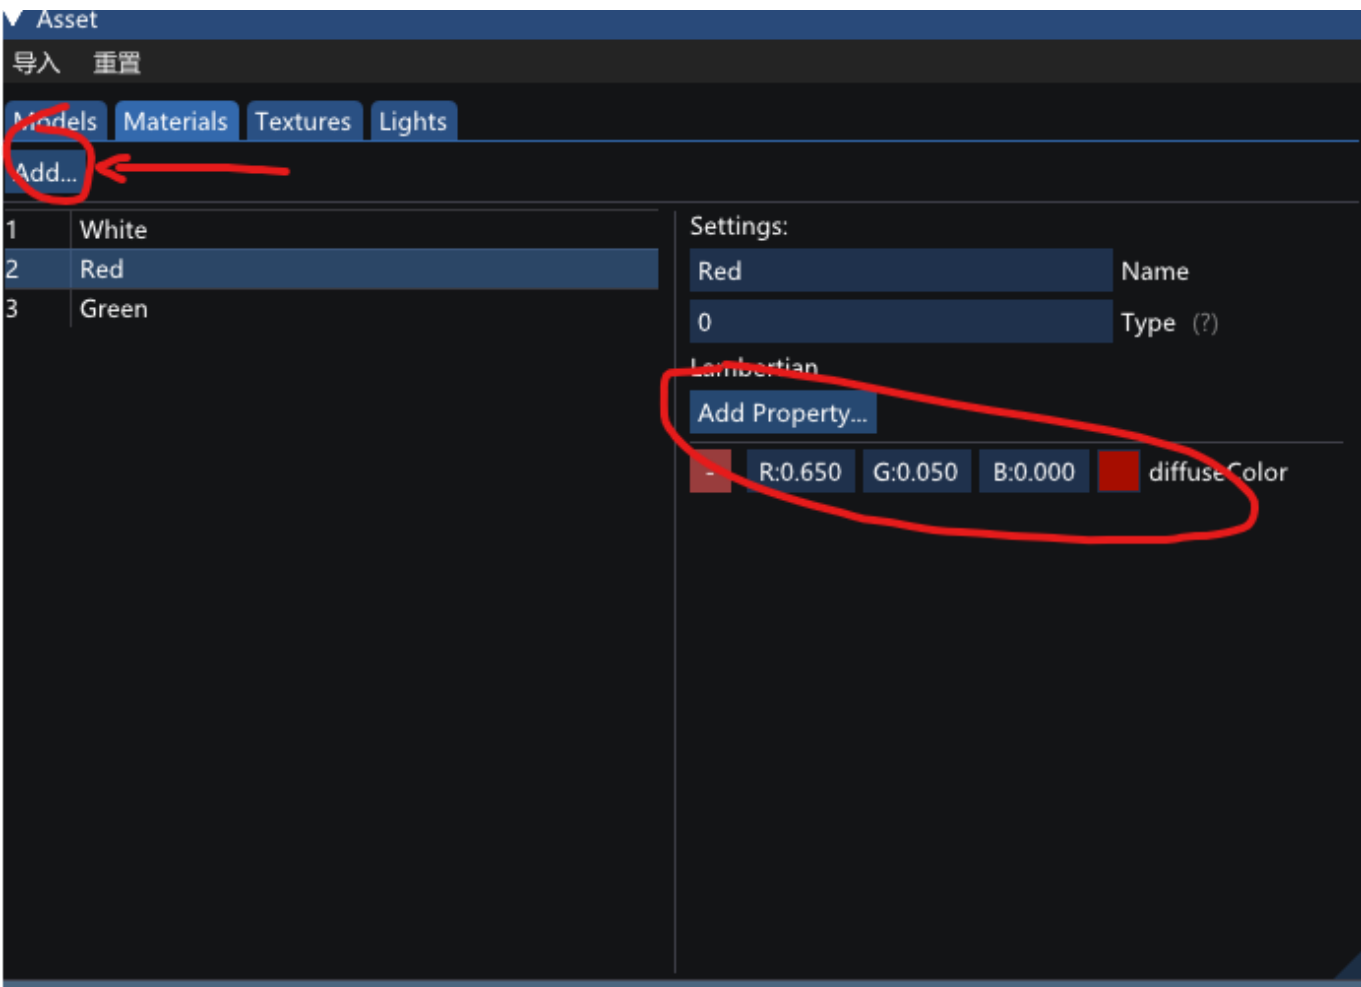 Asset
导入 重置
Models Materials Textures Lights
Add...
1 White
2 Red
3 Green
Settings:
Red Name
0 Type (?)
Lambertian
Add Property...
- R:0.650 G:0.050 B:0.000 diffuseColor